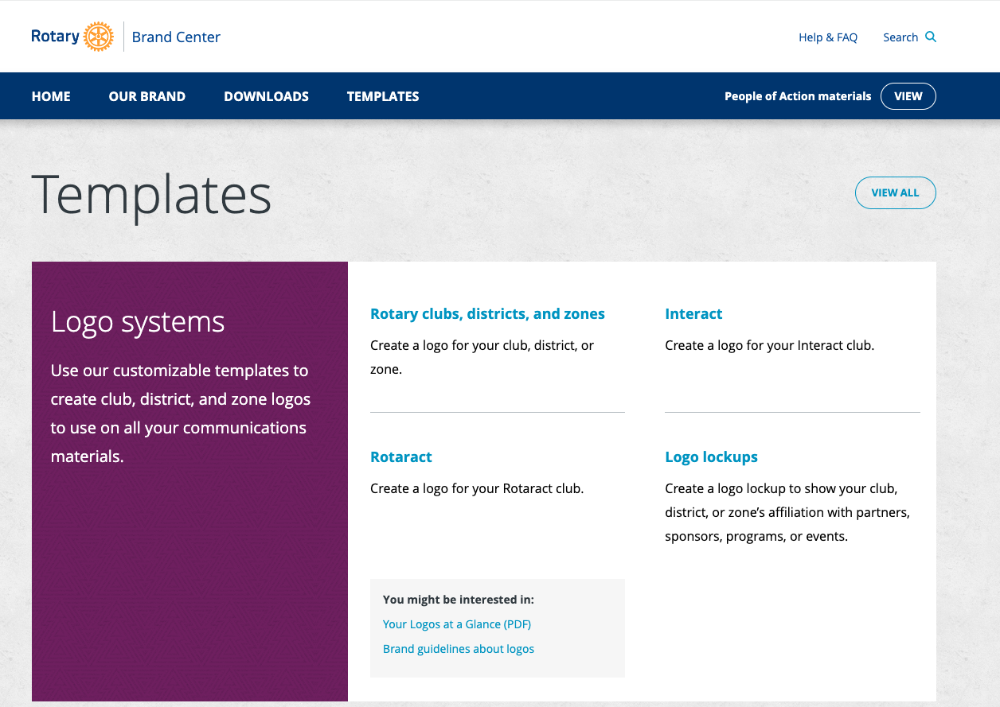 Rotary
Brand Center
Help & FAQ
Search
HOME
OUR BRAND
DOWNLOADS
TEMPLATES
People of Action materials
VIEW
Templates
VIEW ALL
Logo systems
Use our customizable templates to
create club, district, and zone logos
to use on all your communications
materials.
Rotary clubs, districts, and zones
Create a logo for your club, district, or
zone.
Interact
Create a logo for your Interact club.
Rotaract
Create a logo for your Rotaract club.
Logo lockups
Create a logo lockup to show your club,
district, or zone’s affiliation with partners,
sponsors, programs, or events.
You might be interested in:
Your Logos at a Glance (PDF)
Brand guidelines about logos